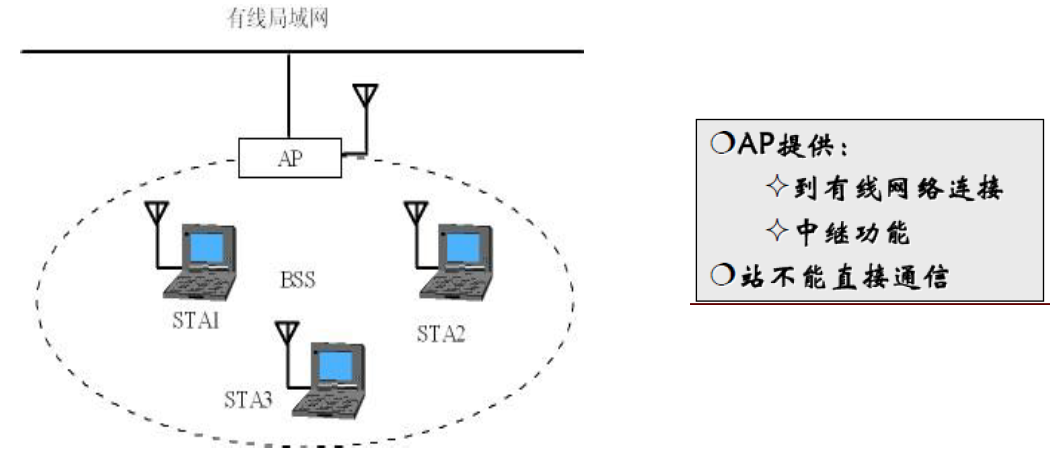 有线局域网
AP
BSS
STA1
STA2
STA3
❍AP提供：
✧到有线网络连接
✧中继功能
❍站不能直接通信